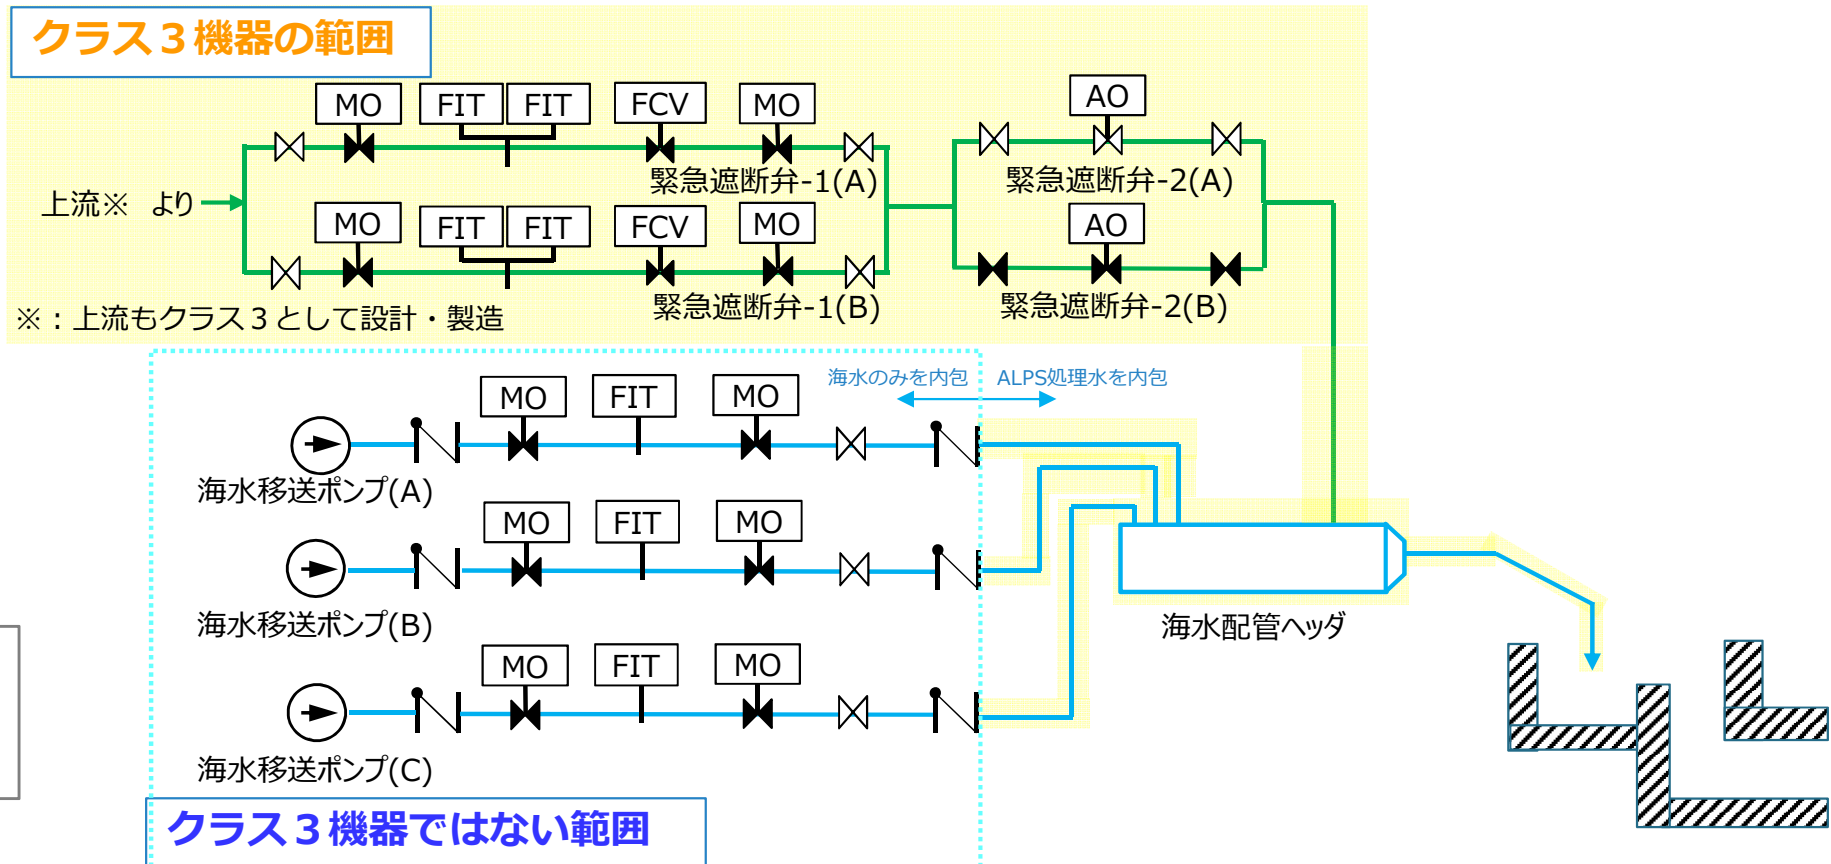 クラス３機器の範囲
MO FIT FIT FCV MO
AO
緊急遮断弁-1(A)
緊急遮断弁-2(A)
上流※ より
MO FIT FIT FCV MO
AO
緊急遮断弁-1(B)
緊急遮断弁-2(B)
※：上流もクラス３として設計・製造
海水のみを内包 ALPS処理水を内包
MO FIT MO
海水移送ポンプ(A)
MO FIT MO
海水移送ポンプ(B)
海水配管ヘッダ
MO FIT MO
海水移送ポンプ(C)
クラス３機器ではない範囲